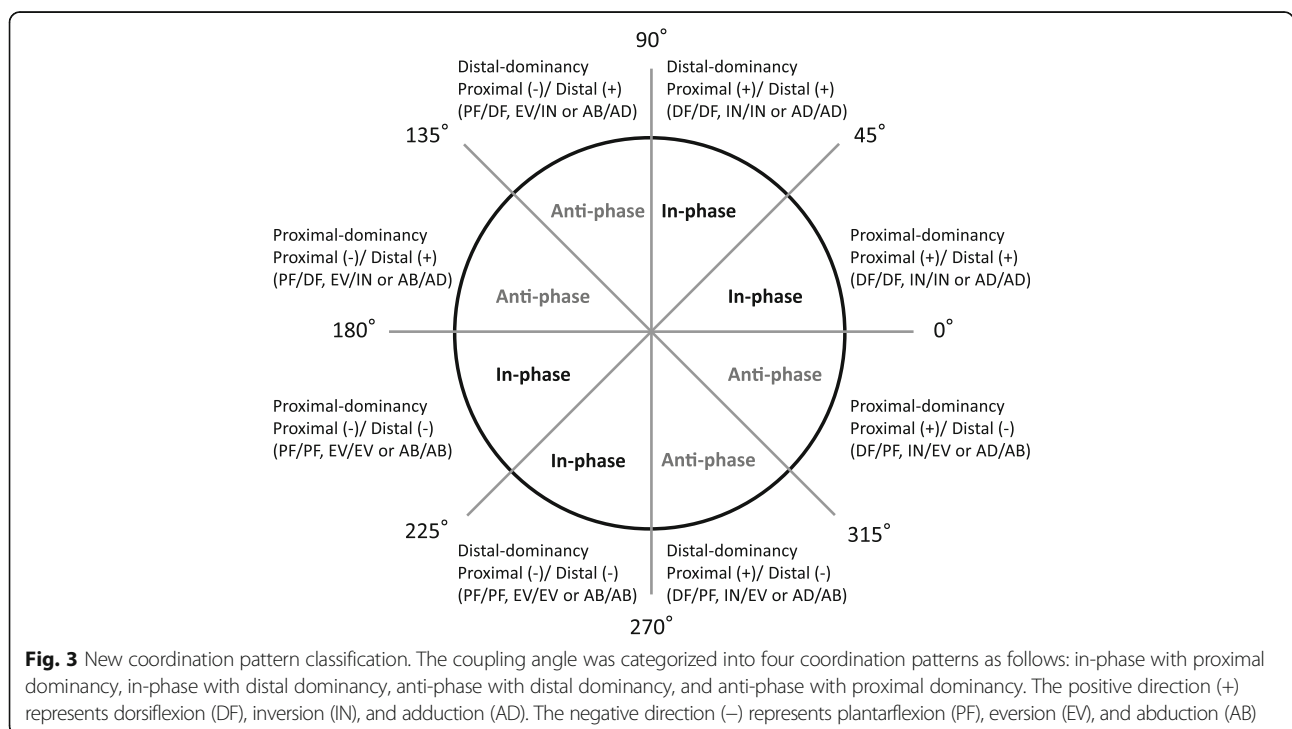 90°
Distal-dominancy
Proximal (-)/ Distal (+)
(PF/DF, EV/IN or AB/AD)
Distal-dominancy
Proximal (+)/ Distal (+)
(DF/DF, IN/IN or AD/AD)
135°
45°
Anti-phase
In-phase
Proximal-dominancy
Proximal (-)/ Distal (+)
(PF/DF, EV/IN or AB/AD)
Proximal-dominancy
Proximal (+)/ Distal (+)
(DF/DF, IN/IN or AD/AD)
Anti-phase
In-phase
180°
0°
In-phase
Anti-phase
Proximal-dominancy
Proximal (-)/ Distal (-)
(PF/PF, EV/EV or AB/AB)
Proximal-dominancy
Proximal (+)/ Distal (-)
(DF/PF, IN/EV or AD/AB)
In-phase
Anti-phase
225°
315°
Distal-dominancy
Proximal (-)/ Distal (-)
(PF/PF, EV/EV or AB/AB)
Distal-dominancy
Proximal (+)/ Distal (-)
(DF/PF, IN/EV or AD/AB)
270°
Fig. 3 New coordination pattern classification. The coupling angle was categorized into four coordination patterns as follows: in-phase with proximal
dominancy, in-phase with distal dominancy, anti-phase with distal dominancy, and anti-phase with proximal dominancy. The positive direction (+)
represents dorsiflexion (DF), inversion (IN), and adduction (AD). The negative direction (−) represents plantarflexion (PF), eversion (EV), and abduction (AB)